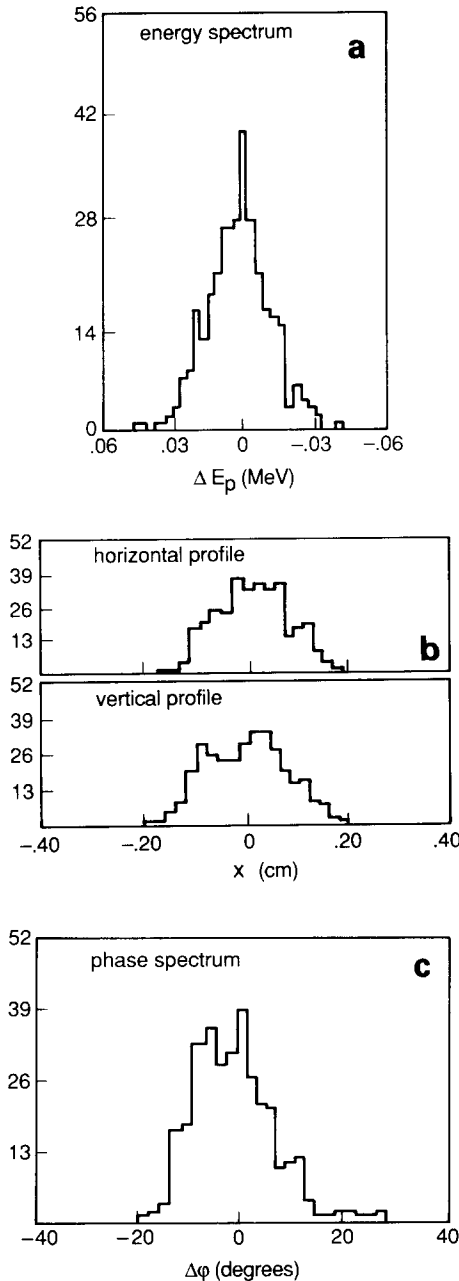 56
energy spectrum
a
42
28
14
0
.06 .03 0 -.03 -.06
Δ Ep (MeV)
52
horizontal profile
39
26
13
b
52
vertical profile
39
26
13
-.40 -.20 0 .20 .40
x (cm)
52
phase spectrum
c
39
26
13
-40 -20 0 20 40
Δφ (degrees)